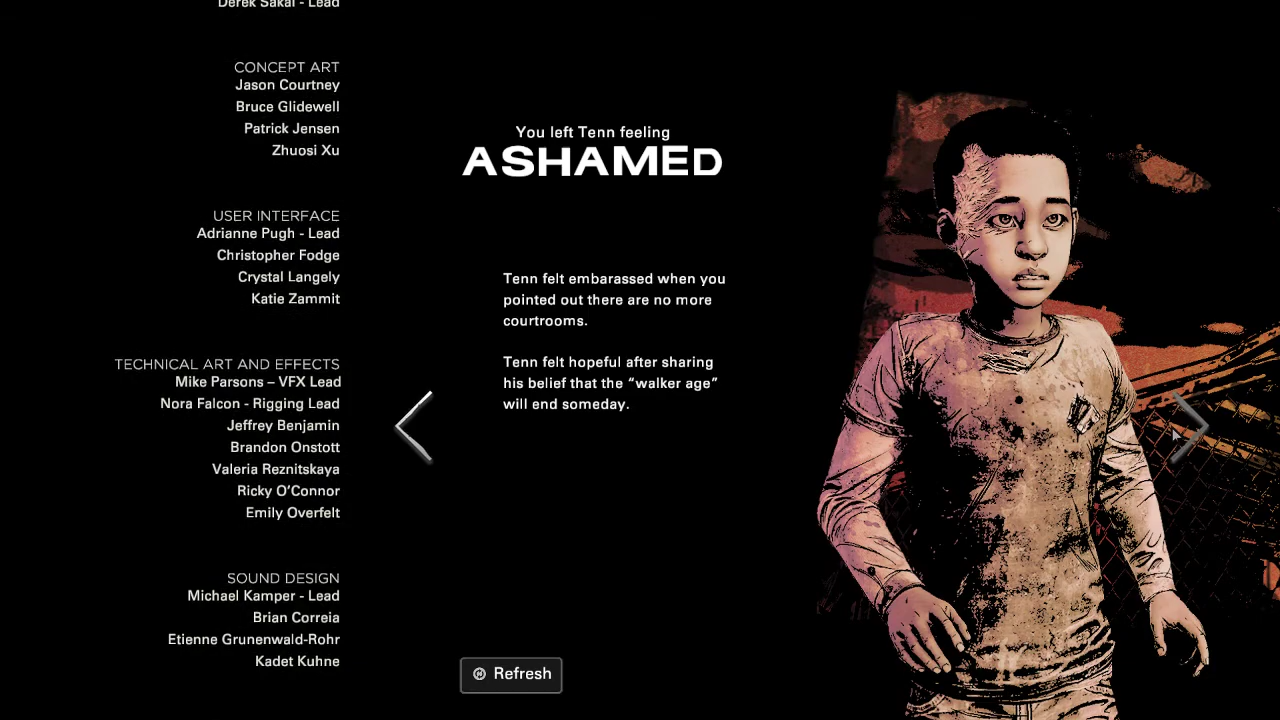 Derek Sakai - Lead
CONCEPT ART
Jason Courtney
Bruce Glidewell
Patrick Jensen
Zhuosi Xu
USER INTERFACE
Adrianne Pugh - Lead
Christopher Fodge
Crystal Langely
Katie Zammit
TECHNICAL ART AND EFFECTS
Mike Parsons – VFX Lead
Nora Falcon - Rigging Lead
Jeffrey Benjamin
Brandon Onstott
Valeria Reznitskaya
Ricky O’Connor
Emily Overfelt
SOUND DESIGN
Michael Kamper - Lead
Brian Correia
Etienne Grunenwald-Rohr
Kadet Kuhne
You left Tenn feeling
ASHAMED
Tenn felt embarassed when you
pointed out there are no more
courtrooms.
Tenn felt hopeful after sharing
his belief that the “walker age”
will end someday.
Refresh